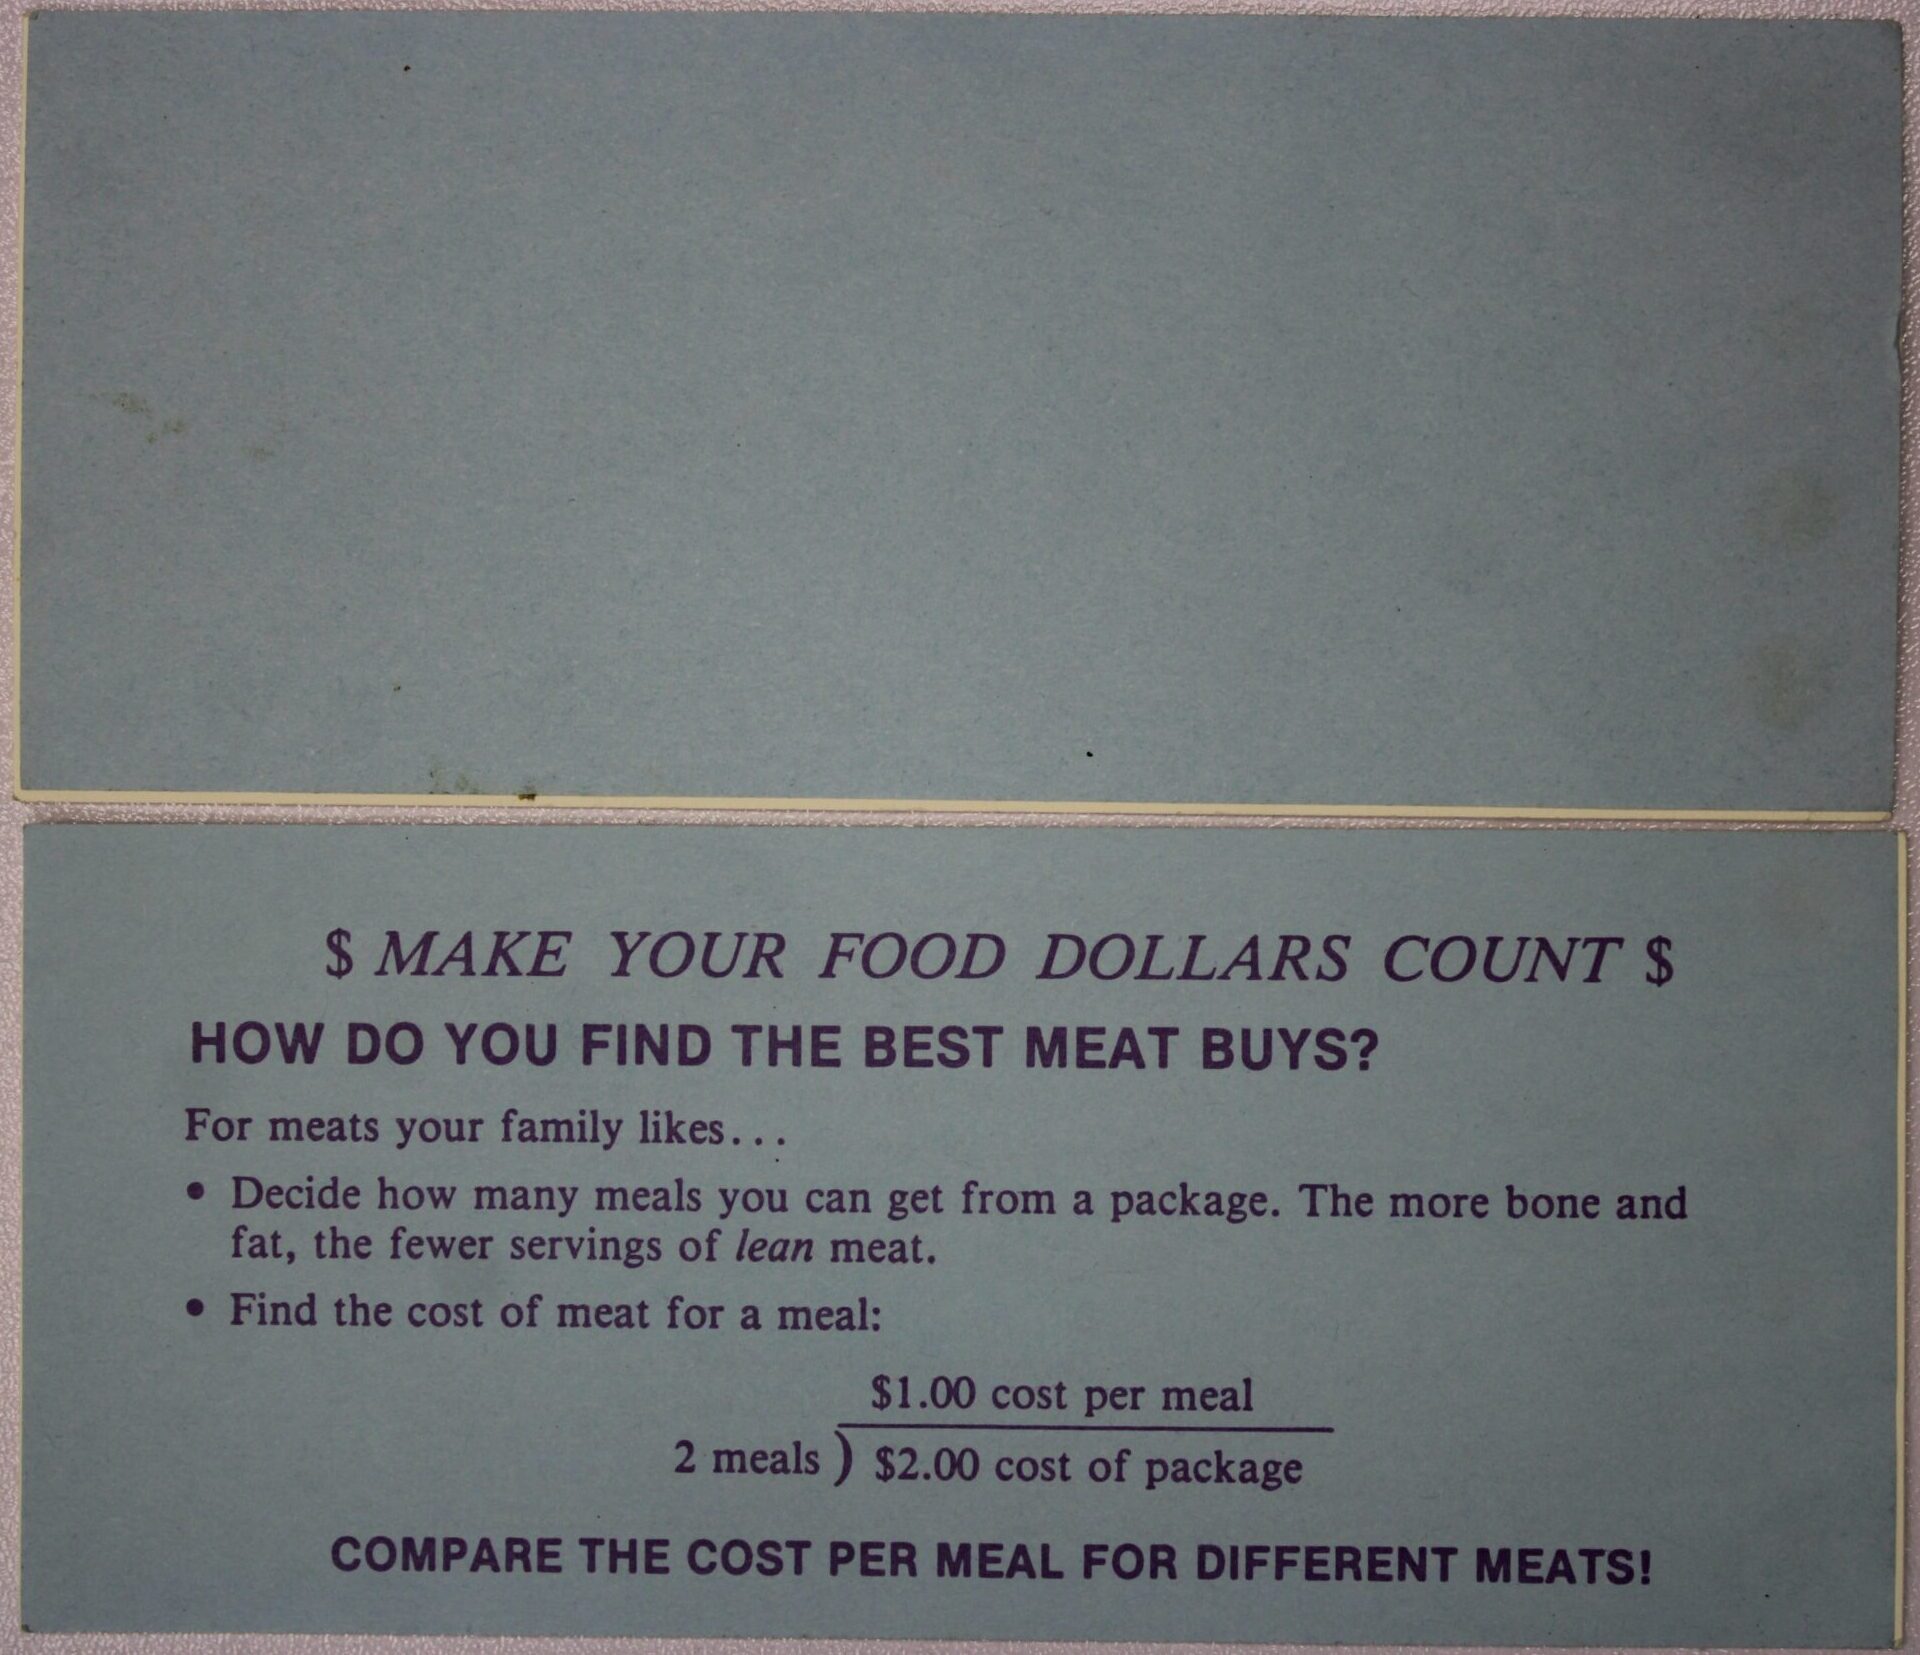 $ MAKE YOUR FOOD DOLLARS COUNT $
HOW DO YOU FIND THE BEST MEAT BUYS?
For meats your family likes...
• Decide how many meals you can get from a package. The more bone and
fat, the fewer servings of lean meat.
• Find the cost of meat for a meal:
$1.00 cost per meal
2 meals ) $2.00 cost of package
COMPARE THE COST PER MEAL FOR DIFFERENT MEATS!